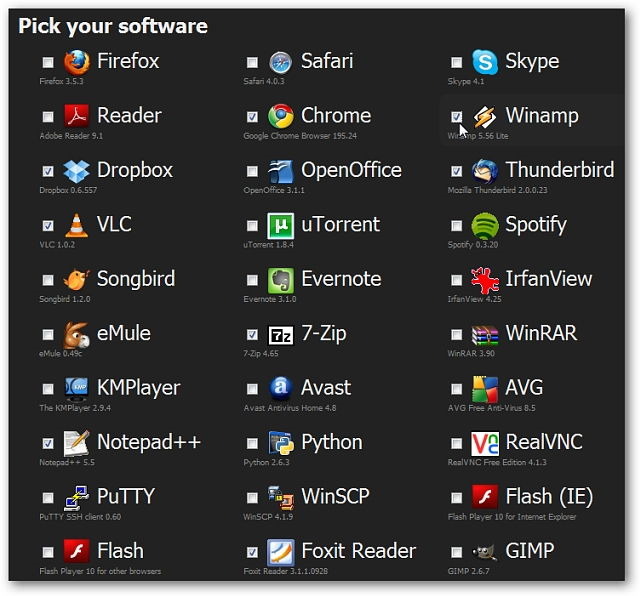 Pick your software
Firefox Safari Skype
Firefox 3.5.3 Safari 4.0.3 Skype 4.1
Reader Chrome Winamp
Adobe Reader 9.1 Google Chrome Browser 195.24 Winamp 5.56 Lite
Dropbox OpenOffice Thunderbird
Dropbox 0.6.557 OpenOffice 3.1.1 Mozilla Thunderbird 2.0.0.23
VLC µ uTorrent Spotify
VLC 1.0.2 uTorrent 1.8.4 Spotify 0.3.20
Songbird Evernote IrfanView
Songbird 1.2.0 Evernote 3.1.0 IrfanView 4.25
eMule 7z 7-Zip WinRAR
eMule 0.49c 7-Zip 4.65 WinRAR 3.90
KMP KMPlayer Avast AVG
The KMPlayer 2.9.4 Avast Antivirus Home 4.8 AVG Free Anti-Virus 8.5
Notepad++ Python VNC RealVNC
Notepad++ 5.5 Python 2.6.3 RealVNC Free Edition 4.1.3
PuTTY WinSCP Flash (IE)
PuTTY SSH client 0.60 WinSCP 4.1.9 Flash Player 10 for Internet Explorer
Flash Foxit Reader GIMP
Flash Player 10 for other browsers Foxit Reader 3.1.1.0928 GIMP 2.6.7